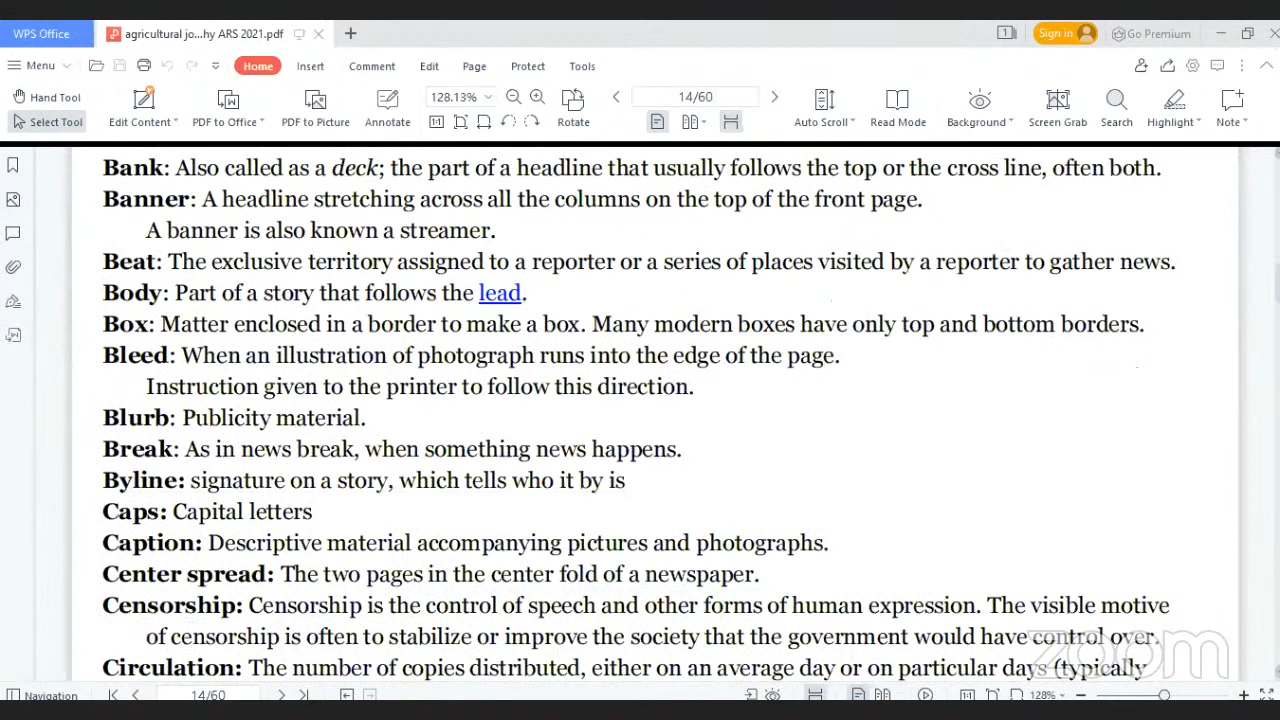 WPS Office agricultural jo...hy ARS 2021.pdf 1 Sign in Go Premium
Menu Home Insert Comment Edit Page Protect Tools
Hand Tool 128.13% 14/60
Select Tool Edit Content PDF to Office PDF to Picture Annotate Rotate Auto Scroll Read Mode Background Screen Grab Search Highlight Note
Bank: Also called as a deck; the part of a headline that usually follows the top or the cross line, often both.
Banner: A headline stretching across all the columns on the top of the front page.
A banner is also known a streamer.
Beat: The exclusive territory assigned to a reporter or a series of places visited by a reporter to gather news.
Body: Part of a story that follows the lead.
Box: Matter enclosed in a border to make a box. Many modern boxes have only top and bottom borders.
Bleed: When an illustration of photograph runs into the edge of the page.
Instruction given to the printer to follow this direction.
Blurb: Publicity material.
Break: As in news break, when something news happens.
Byline: signature on a story, which tells who it by is
Caps: Capital letters
Caption: Descriptive material accompanying pictures and photographs.
Center spread: The two pages in the center fold of a newspaper.
Censorship: Censorship is the control of speech and other forms of human expression. The visible motive
of censorship is often to stabilize or improve the society that the government would have control over.
zoom
Circulation: The number of copies distributed, either on an average day or on particular days (typically
Navigation 14/60 128%